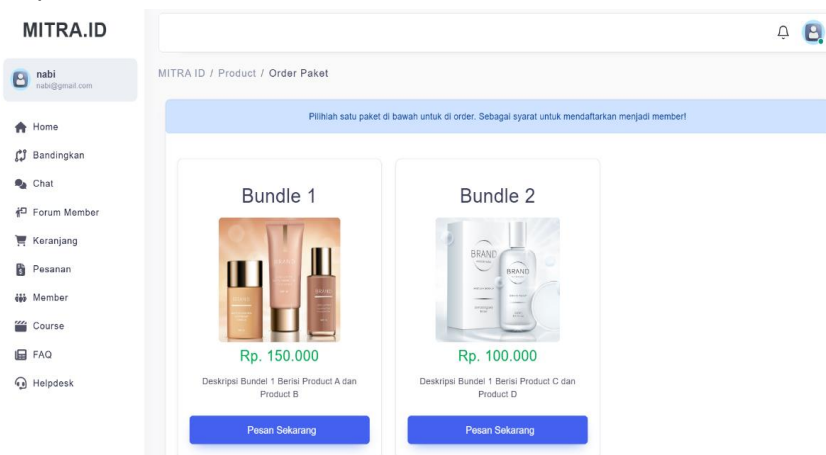 MITRA.ID
nabi
nabi@gmail.com
Home
Bandingkan
Chat
Forum Member
Keranjang
Pesanan
Member
Course
FAQ
Helpdesk
MITRA ID / Product / Order Paket
Pilihlah satu paket di bawah untuk di order. Sebagai syarat untuk mendaftarkan menjadi member!
Bundle 1
BRAND
Rp. 150.000
Deskripsi Bundel 1 Berisi Product A dan
Product B
Pesan Sekarang
Bundle 2
BRAND
BRAND
Rp. 100.000
Deskripsi Bundel 1 Berisi Product C dan
Product D
Pesan Sekarang